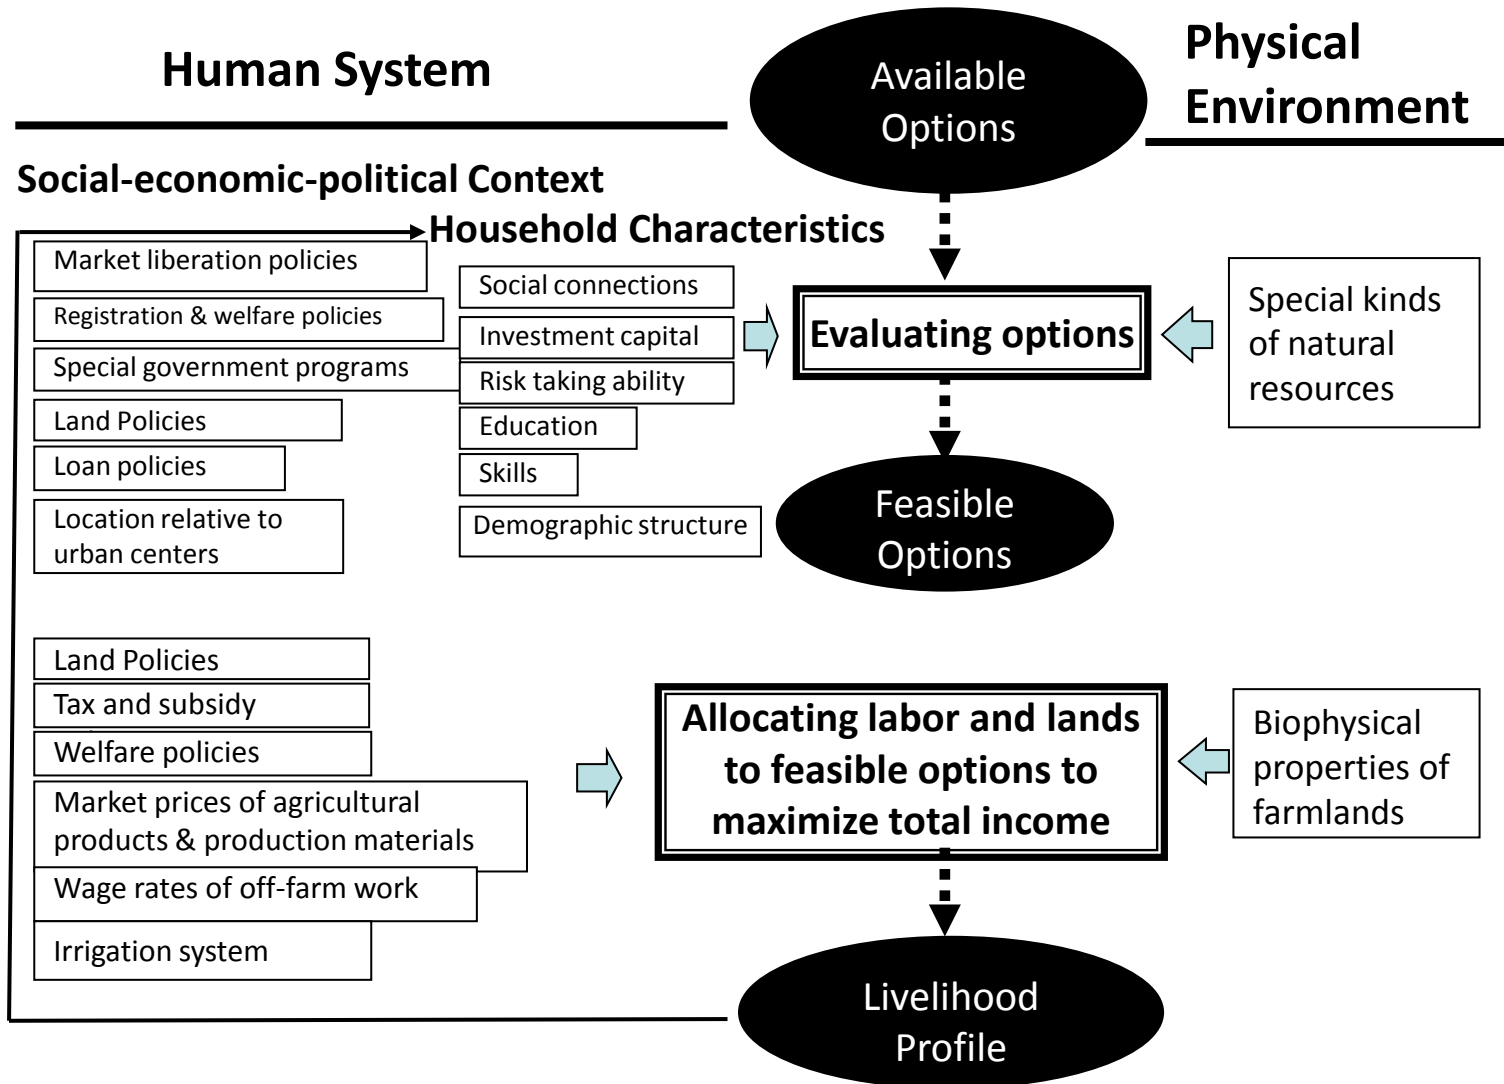 Human System
Available
Options
Physical
Environment
Social-economic-political Context
Household Characteristics
Market liberation policies
Registration & welfare policies
Special government programs
Land Policies
Loan policies
Location relative to
urban centers
Social connections
Investment capital
Risk taking ability
Education
Skills
Demographic structure
Evaluating options
Special kinds
of natural
resources
Feasible
Options
Land Policies
Tax and subsidy
Welfare policies
Market prices of agricultural
products & production materials
Wage rates of off-farm work
Irrigation system
Allocating labor and lands
to feasible options to
maximize total income
Biophysical
properties of
farmlands
Livelihood
Profile